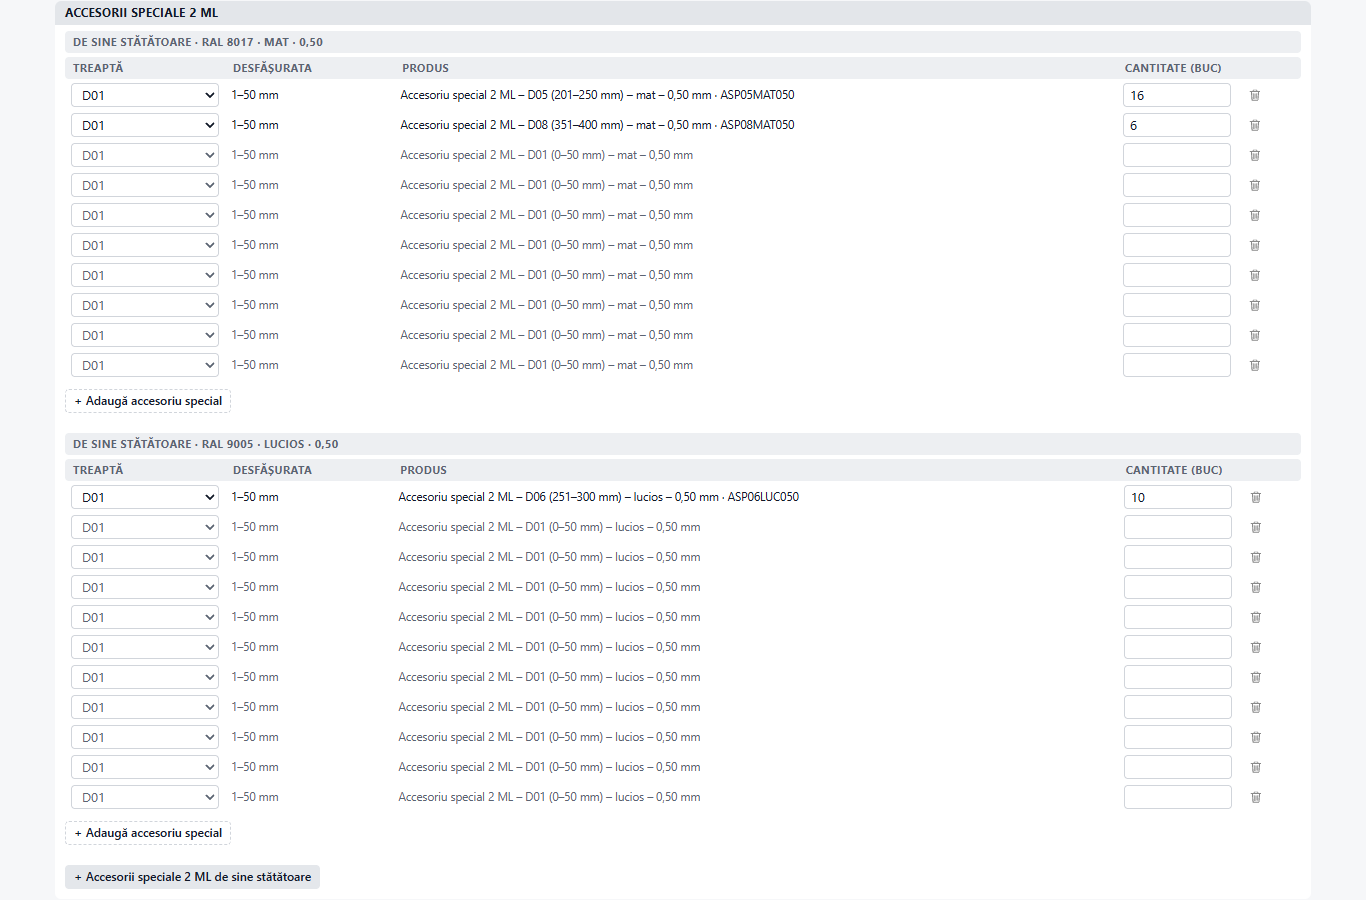 ACCESORII SPECIALE 2 ML
DE SINE STĂTĂTOARE · RAL 8017 · MAT · 0,50
TREAPTĂ DESFĂȘURATA PRODUS CANTITATE (BUC)
D01 1–50 mm Accesoriu special 2 ML – D05 (201–250 mm) – mat – 0,50 mm · ASP05MAT050 16
D01 1–50 mm Accesoriu special 2 ML – D08 (351–400 mm) – mat – 0,50 mm · ASP08MAT050 6
D01 1–50 mm Accesoriu special 2 ML – D01 (0–50 mm) – mat – 0,50 mm
D01 1–50 mm Accesoriu special 2 ML – D01 (0–50 mm) – mat – 0,50 mm
D01 1–50 mm Accesoriu special 2 ML – D01 (0–50 mm) – mat – 0,50 mm
D01 1–50 mm Accesoriu special 2 ML – D01 (0–50 mm) – mat – 0,50 mm
D01 1–50 mm Accesoriu special 2 ML – D01 (0–50 mm) – mat – 0,50 mm
D01 1–50 mm Accesoriu special 2 ML – D01 (0–50 mm) – mat – 0,50 mm
D01 1–50 mm Accesoriu special 2 ML – D01 (0–50 mm) – mat – 0,50 mm
D01 1–50 mm Accesoriu special 2 ML – D01 (0–50 mm) – mat – 0,50 mm
+ Adaugă accesoriu special
DE SINE STĂTĂTOARE · RAL 9005 · LUCIOS · 0,50
TREAPTĂ DESFĂȘURATA PRODUS CANTITATE (BUC)
D01 1–50 mm Accesoriu special 2 ML – D06 (251–300 mm) – lucios – 0,50 mm · ASP06LUC050 10
D01 1–50 mm Accesoriu special 2 ML – D01 (0–50 mm) – lucios – 0,50 mm
D01 1–50 mm Accesoriu special 2 ML – D01 (0–50 mm) – lucios – 0,50 mm
D01 1–50 mm Accesoriu special 2 ML – D01 (0–50 mm) – lucios – 0,50 mm
D01 1–50 mm Accesoriu special 2 ML – D01 (0–50 mm) – lucios – 0,50 mm
D01 1–50 mm Accesoriu special 2 ML – D01 (0–50 mm) – lucios – 0,50 mm
D01 1–50 mm Accesoriu special 2 ML – D01 (0–50 mm) – lucios – 0,50 mm
D01 1–50 mm Accesoriu special 2 ML – D01 (0–50 mm) – lucios – 0,50 mm
D01 1–50 mm Accesoriu special 2 ML – D01 (0–50 mm) – lucios – 0,50 mm
D01 1–50 mm Accesoriu special 2 ML – D01 (0–50 mm) – lucios – 0,50 mm
D01 1–50 mm Accesoriu special 2 ML – D01 (0–50 mm) – lucios – 0,50 mm
+ Adaugă accesoriu special
+ Accesorii speciale 2 ML de sine stătătoare